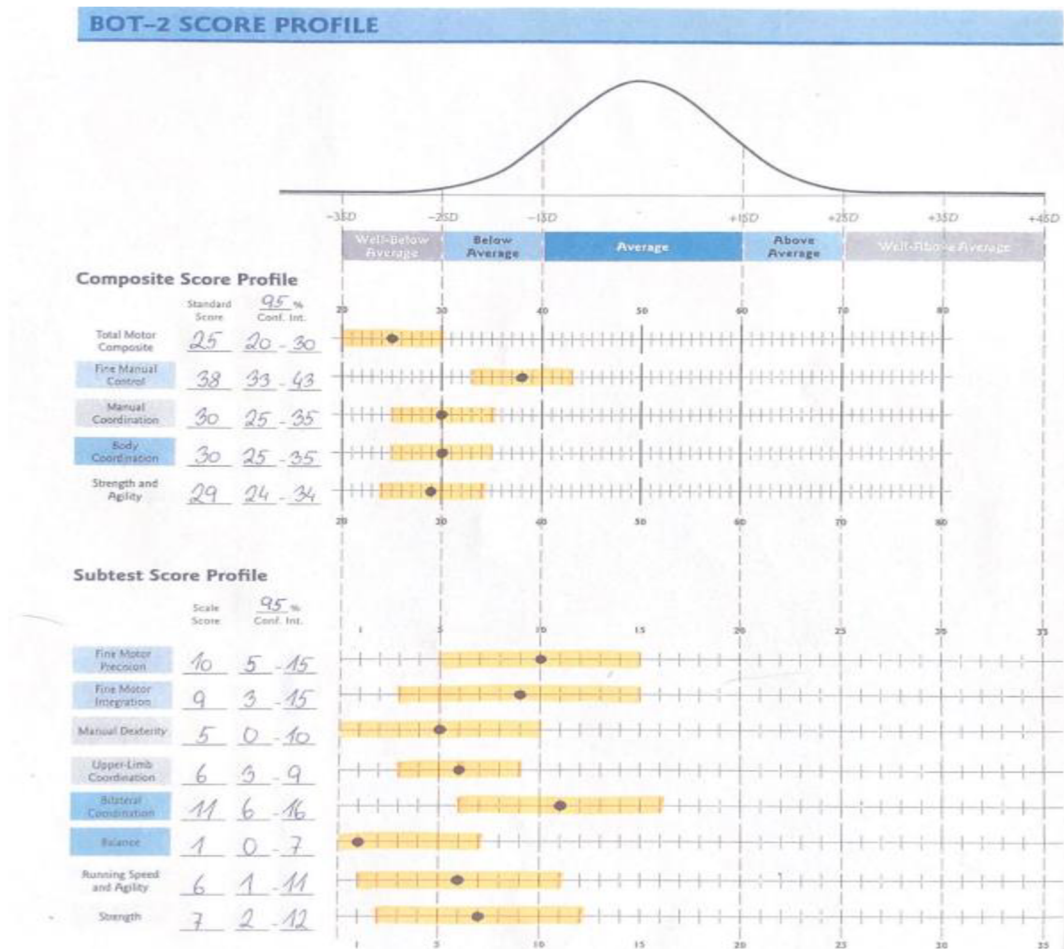 BOT–2 SCORE PROFILE
-3SD -2SD -1SD +1SD +2SD +3SD +4SD
Well-Below Average Below Average Average Above Average Well-Above Average
Composite Score Profile
Standard Score 95 % Conf. Int. 20 30 40 50 60 70 80
Total Motor Composite 25 20 - 30
Fine Manual Control 38 33 - 43
Manual Coordination 30 25 - 35
Body Coordination 30 25 - 35
Strength and Agility 29 24 - 34
20 30 40 50 60 70 80
Subtest Score Profile
Scale Score 95 % Conf. Int. 1 5 10 15 20 25 30 35
Fine Motor Precision 10 5 - 15
Fine Motor Integration 9 3 - 15
Manual Dexterity 5 0 - 10
Upper-Limb Coordination 6 3 - 9
Bilateral Coordination 11 6 - 16
Balance 1 0 - 7
Running Speed and Agility 6 1 - 11
Strength 7 2 - 12
1 5 10 15 20 25 30 35